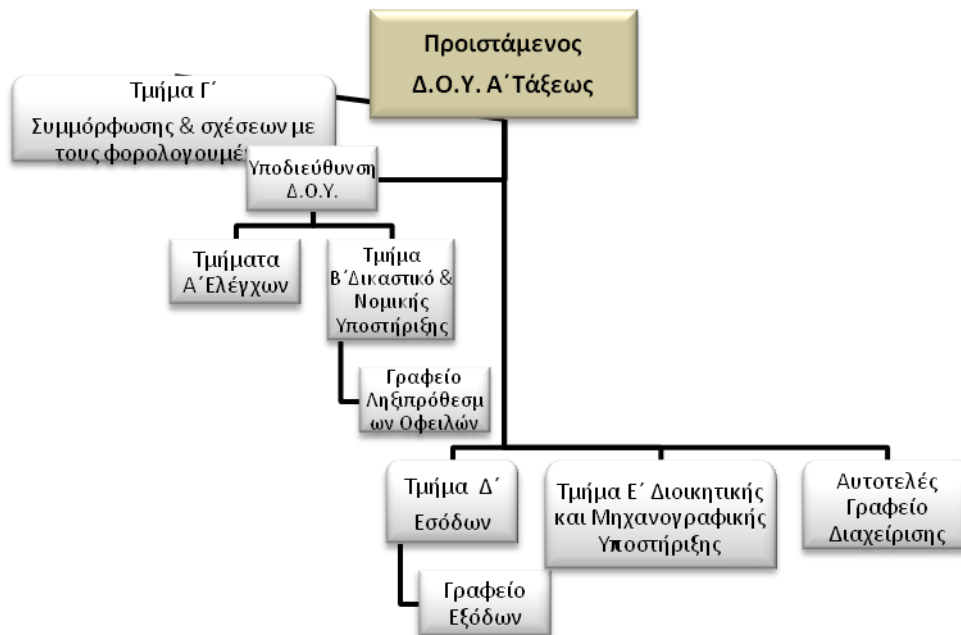 Προιστάμενος
Δ.Ο.Υ. Α΄Τάξεως
Τμήμα Γ΄
Συμμόρφωσης & σχέσεων με
τους
Υποδιεύθυνση
Δ.Ο.Υ.
Τμήματα
Α΄Ελέγχων
Τμήμα
Β΄Δικαστικό &
Νομικής
Υποστήριξης
Γραφείο
Ληξιπρόθεσμ
ων Οφειλών
Τμήμα Δ΄
Εσόδων
Γραφείο
Εξόδων
Τμήμα Ε΄ Διοικητικής
και Μηχανογραφικής
Υποστήριξης
Αυτοτελές
Γραφείο
Διαχείρισης